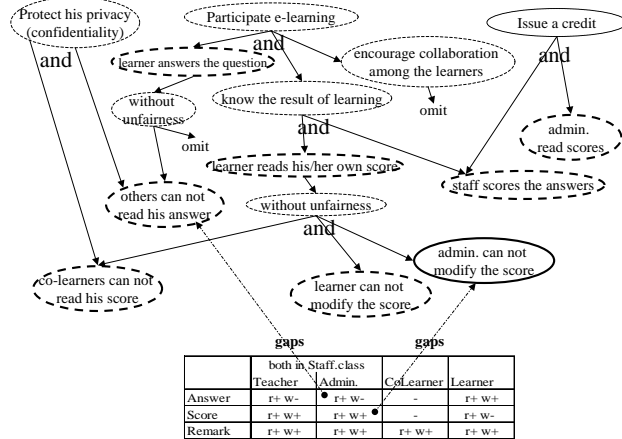 Protect his privacy
(confidentiality)
and
Participate e-learning
and
Issue a credit
and
learner answers the question
encourage collaboration
among the learners
without
unfairness
omit
know the result of learning
and
omit
admin.
read scores
learner reads his/her own score
staff scores the answers
others can not
read his answer
without unfairness
and
admin. can not
modify the score
co-learners can not
read his score
learner can not
modify the score
gaps
gaps
both in Staff.class
Teacher Admin. CoLearner Learner
Answer r+ w- r+ w- - r+ w+
Score r+ w+ r+ w+ - r+ w-
Remark r+ w+ r+ w+ r+ w+ r+ w+